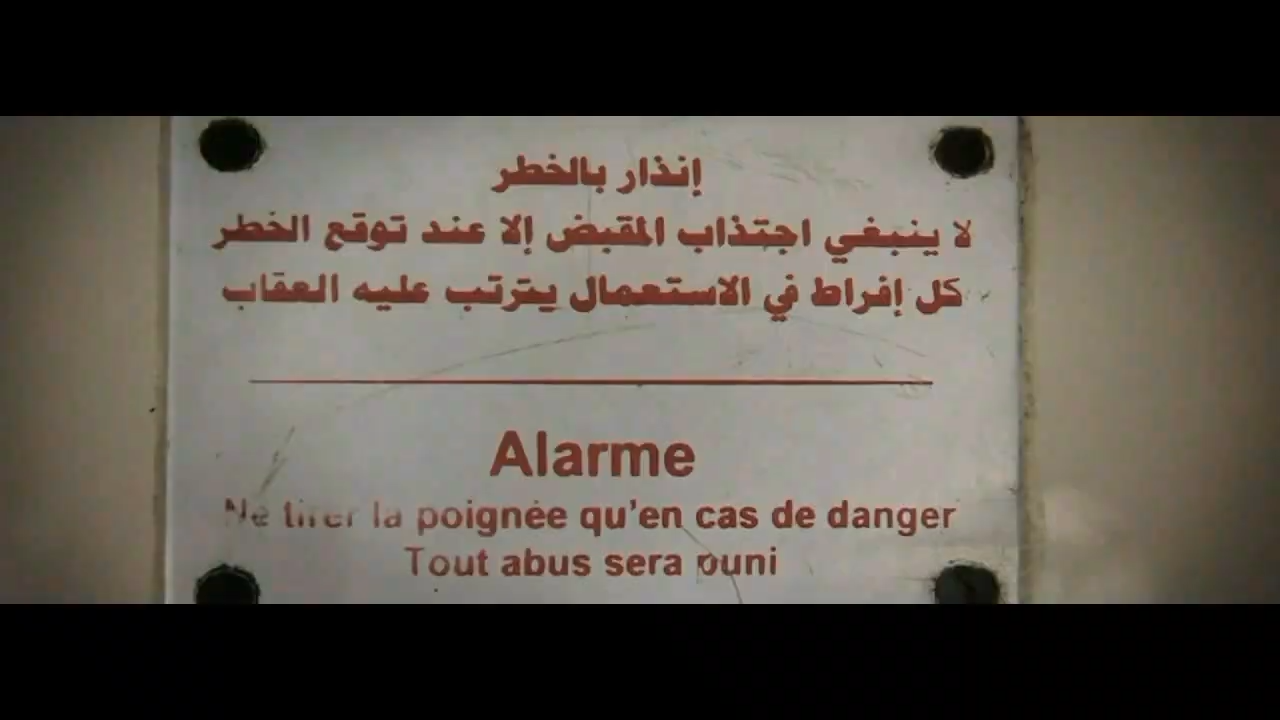 إنذار بالخطر
لا ينبغي اجتذاب المقبض إلا عند توقع الخطر
كل إفراط في الاستعمال يترتب عليه العقاب
Alarme
Ne tirer la poignée qu'en cas de danger
Tout abus sera puni